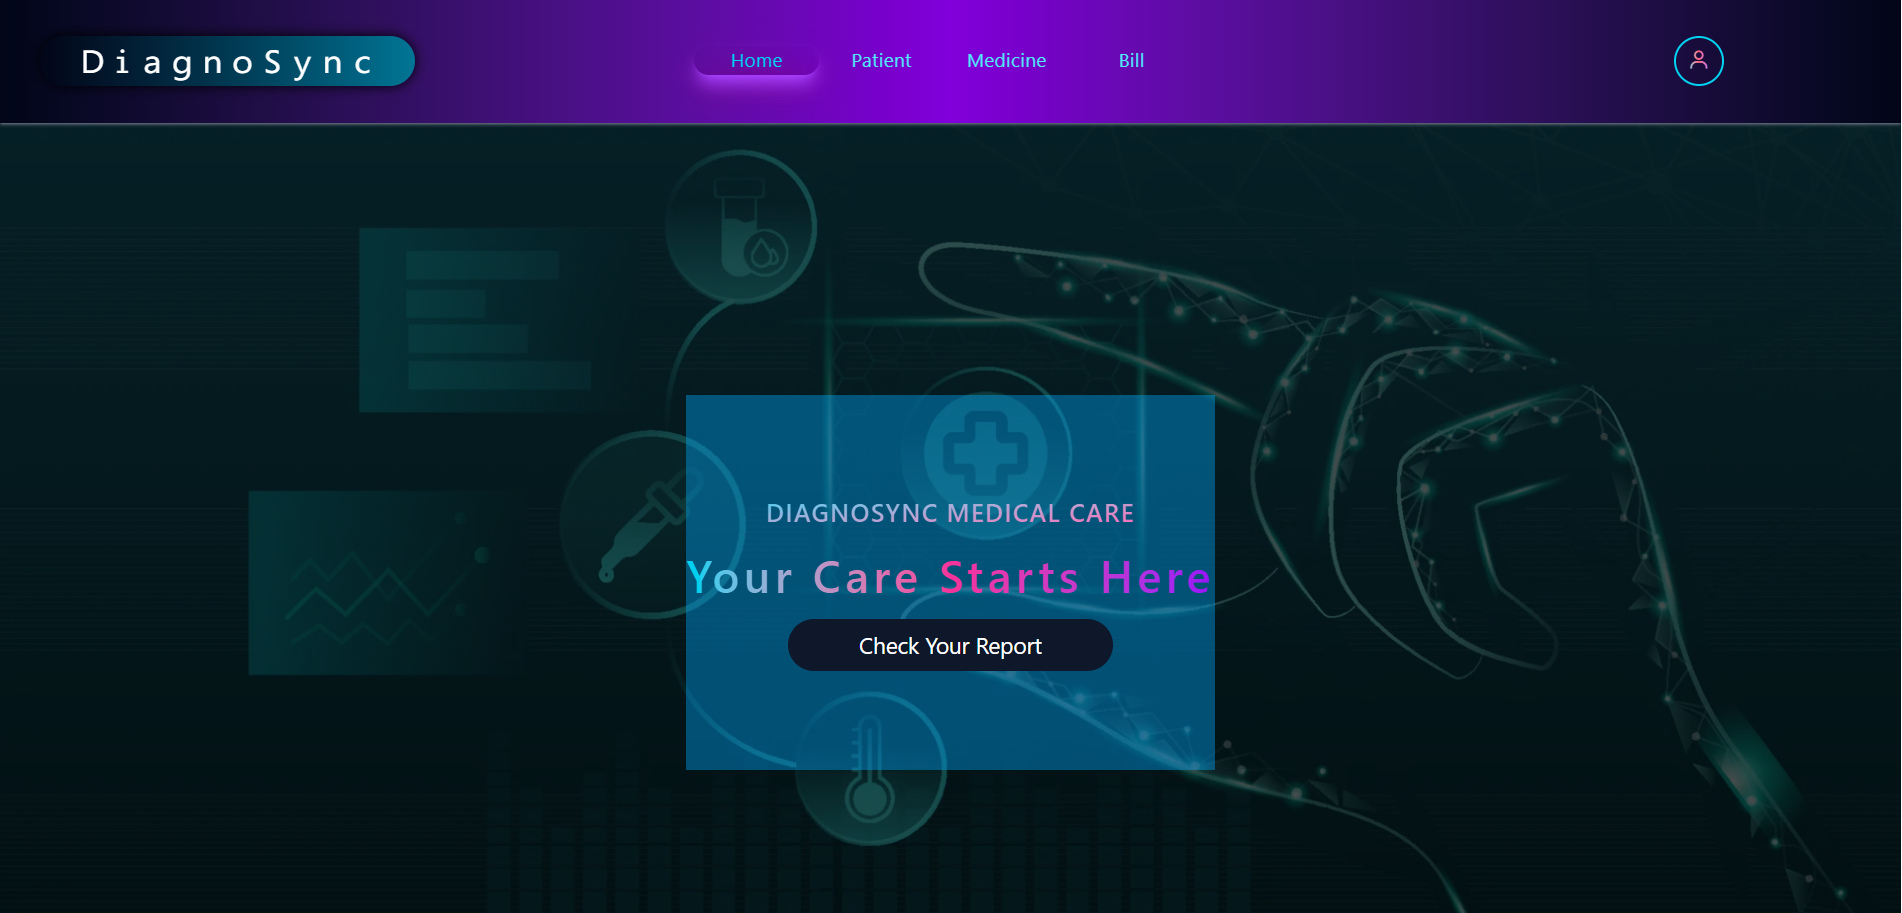 DiagnoSync
Home Patient Medicine Bill
DIAGNOSYNC MEDICAL CARE
Your Care Starts Here
Check Your Report